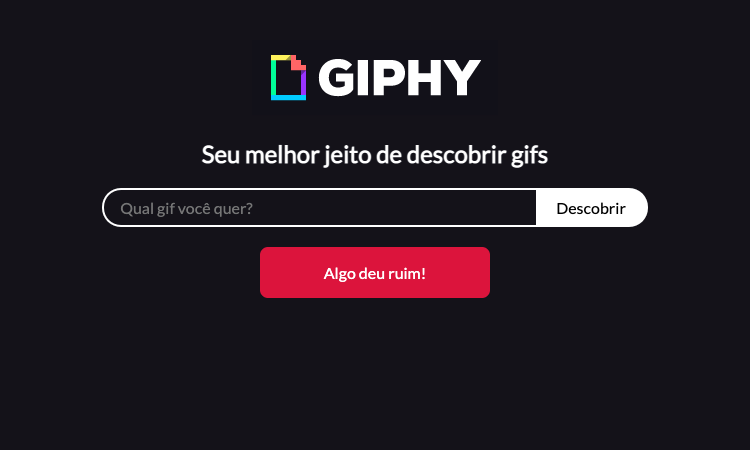 GIPHY
Seu melhor jeito de descobrir gifs
Qual gif você quer?
Descobrir
Algo deu ruim!